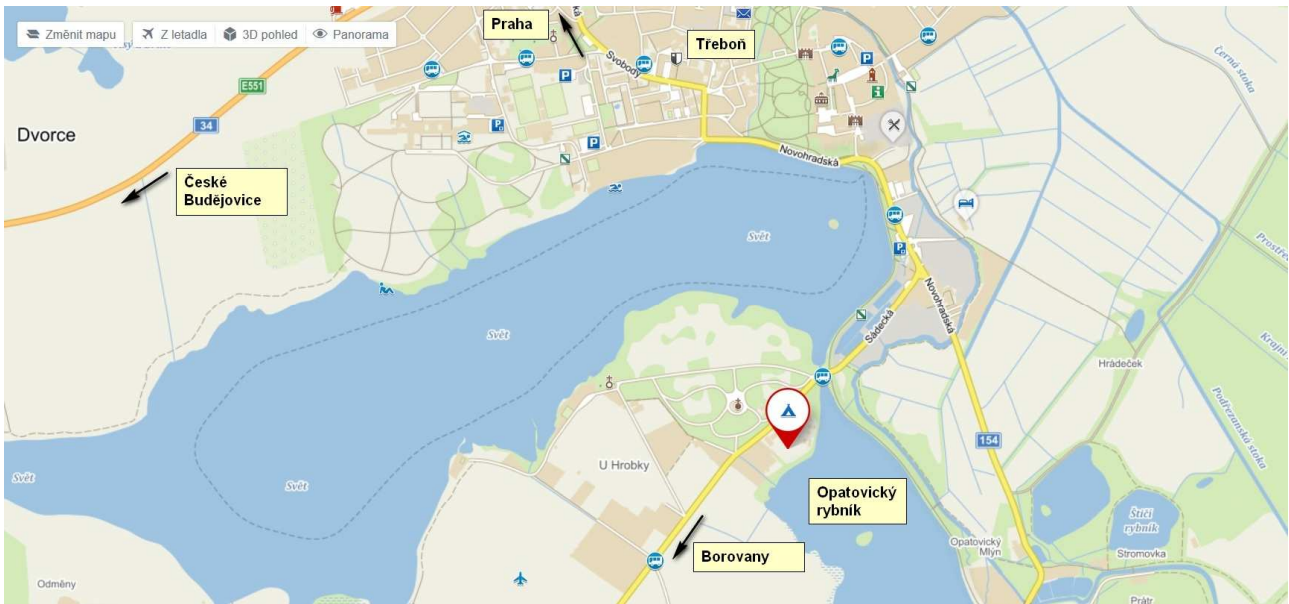 Změnit mapu
Z letadla
3D pohled
Panorama
Praha
Třeboň
Svobody
E551
34
Dvorce
České
Budějovice
Novohradská
Černá stoka
Svět
Svět
Svět
Svět
Sádecká
Novohradská
Hrádeček
Krajní
Podřezanská stoka
154
U Hrobky
Opatovický
rybník
Opatovický
Mlýn
Štičí
rybník
Stromovka
Borovany
Odměny
Prátr